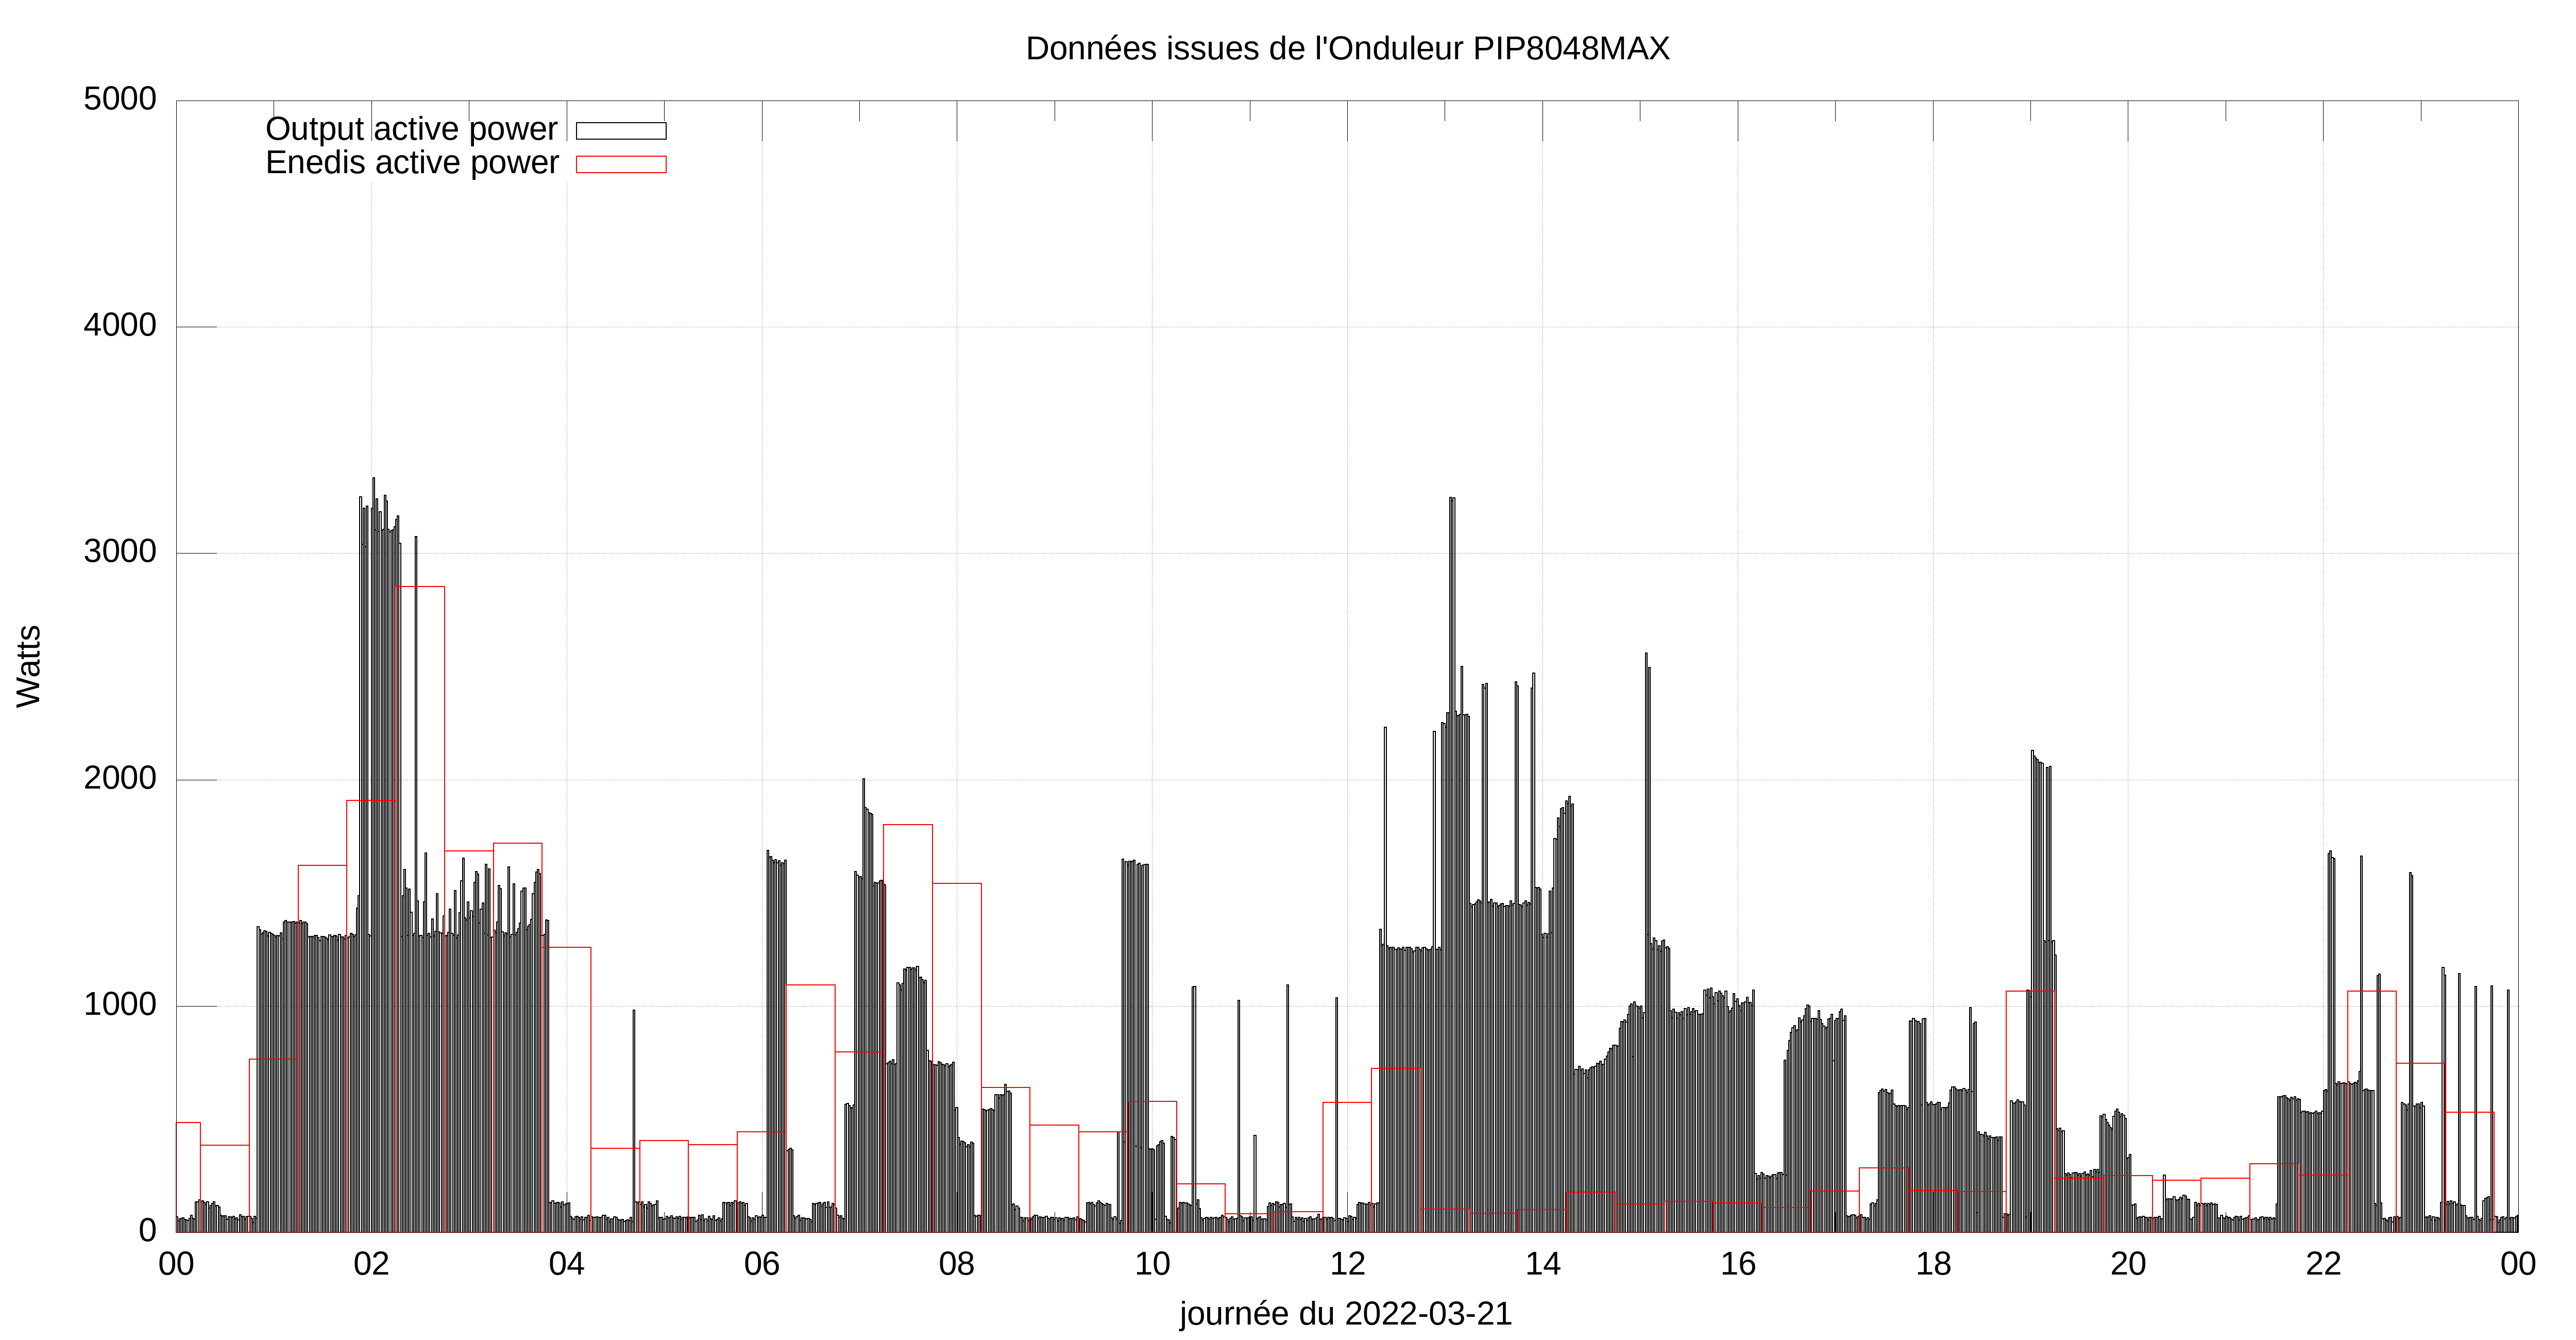 Données issues de l'Onduleur PIP8048MAX
5000
Output active power
Enedis active power
4000
3000
Watts
2000
1000
0
00 02 04 06 08 10 12 14 16 18 20 22 00
journée du 2022-03-21